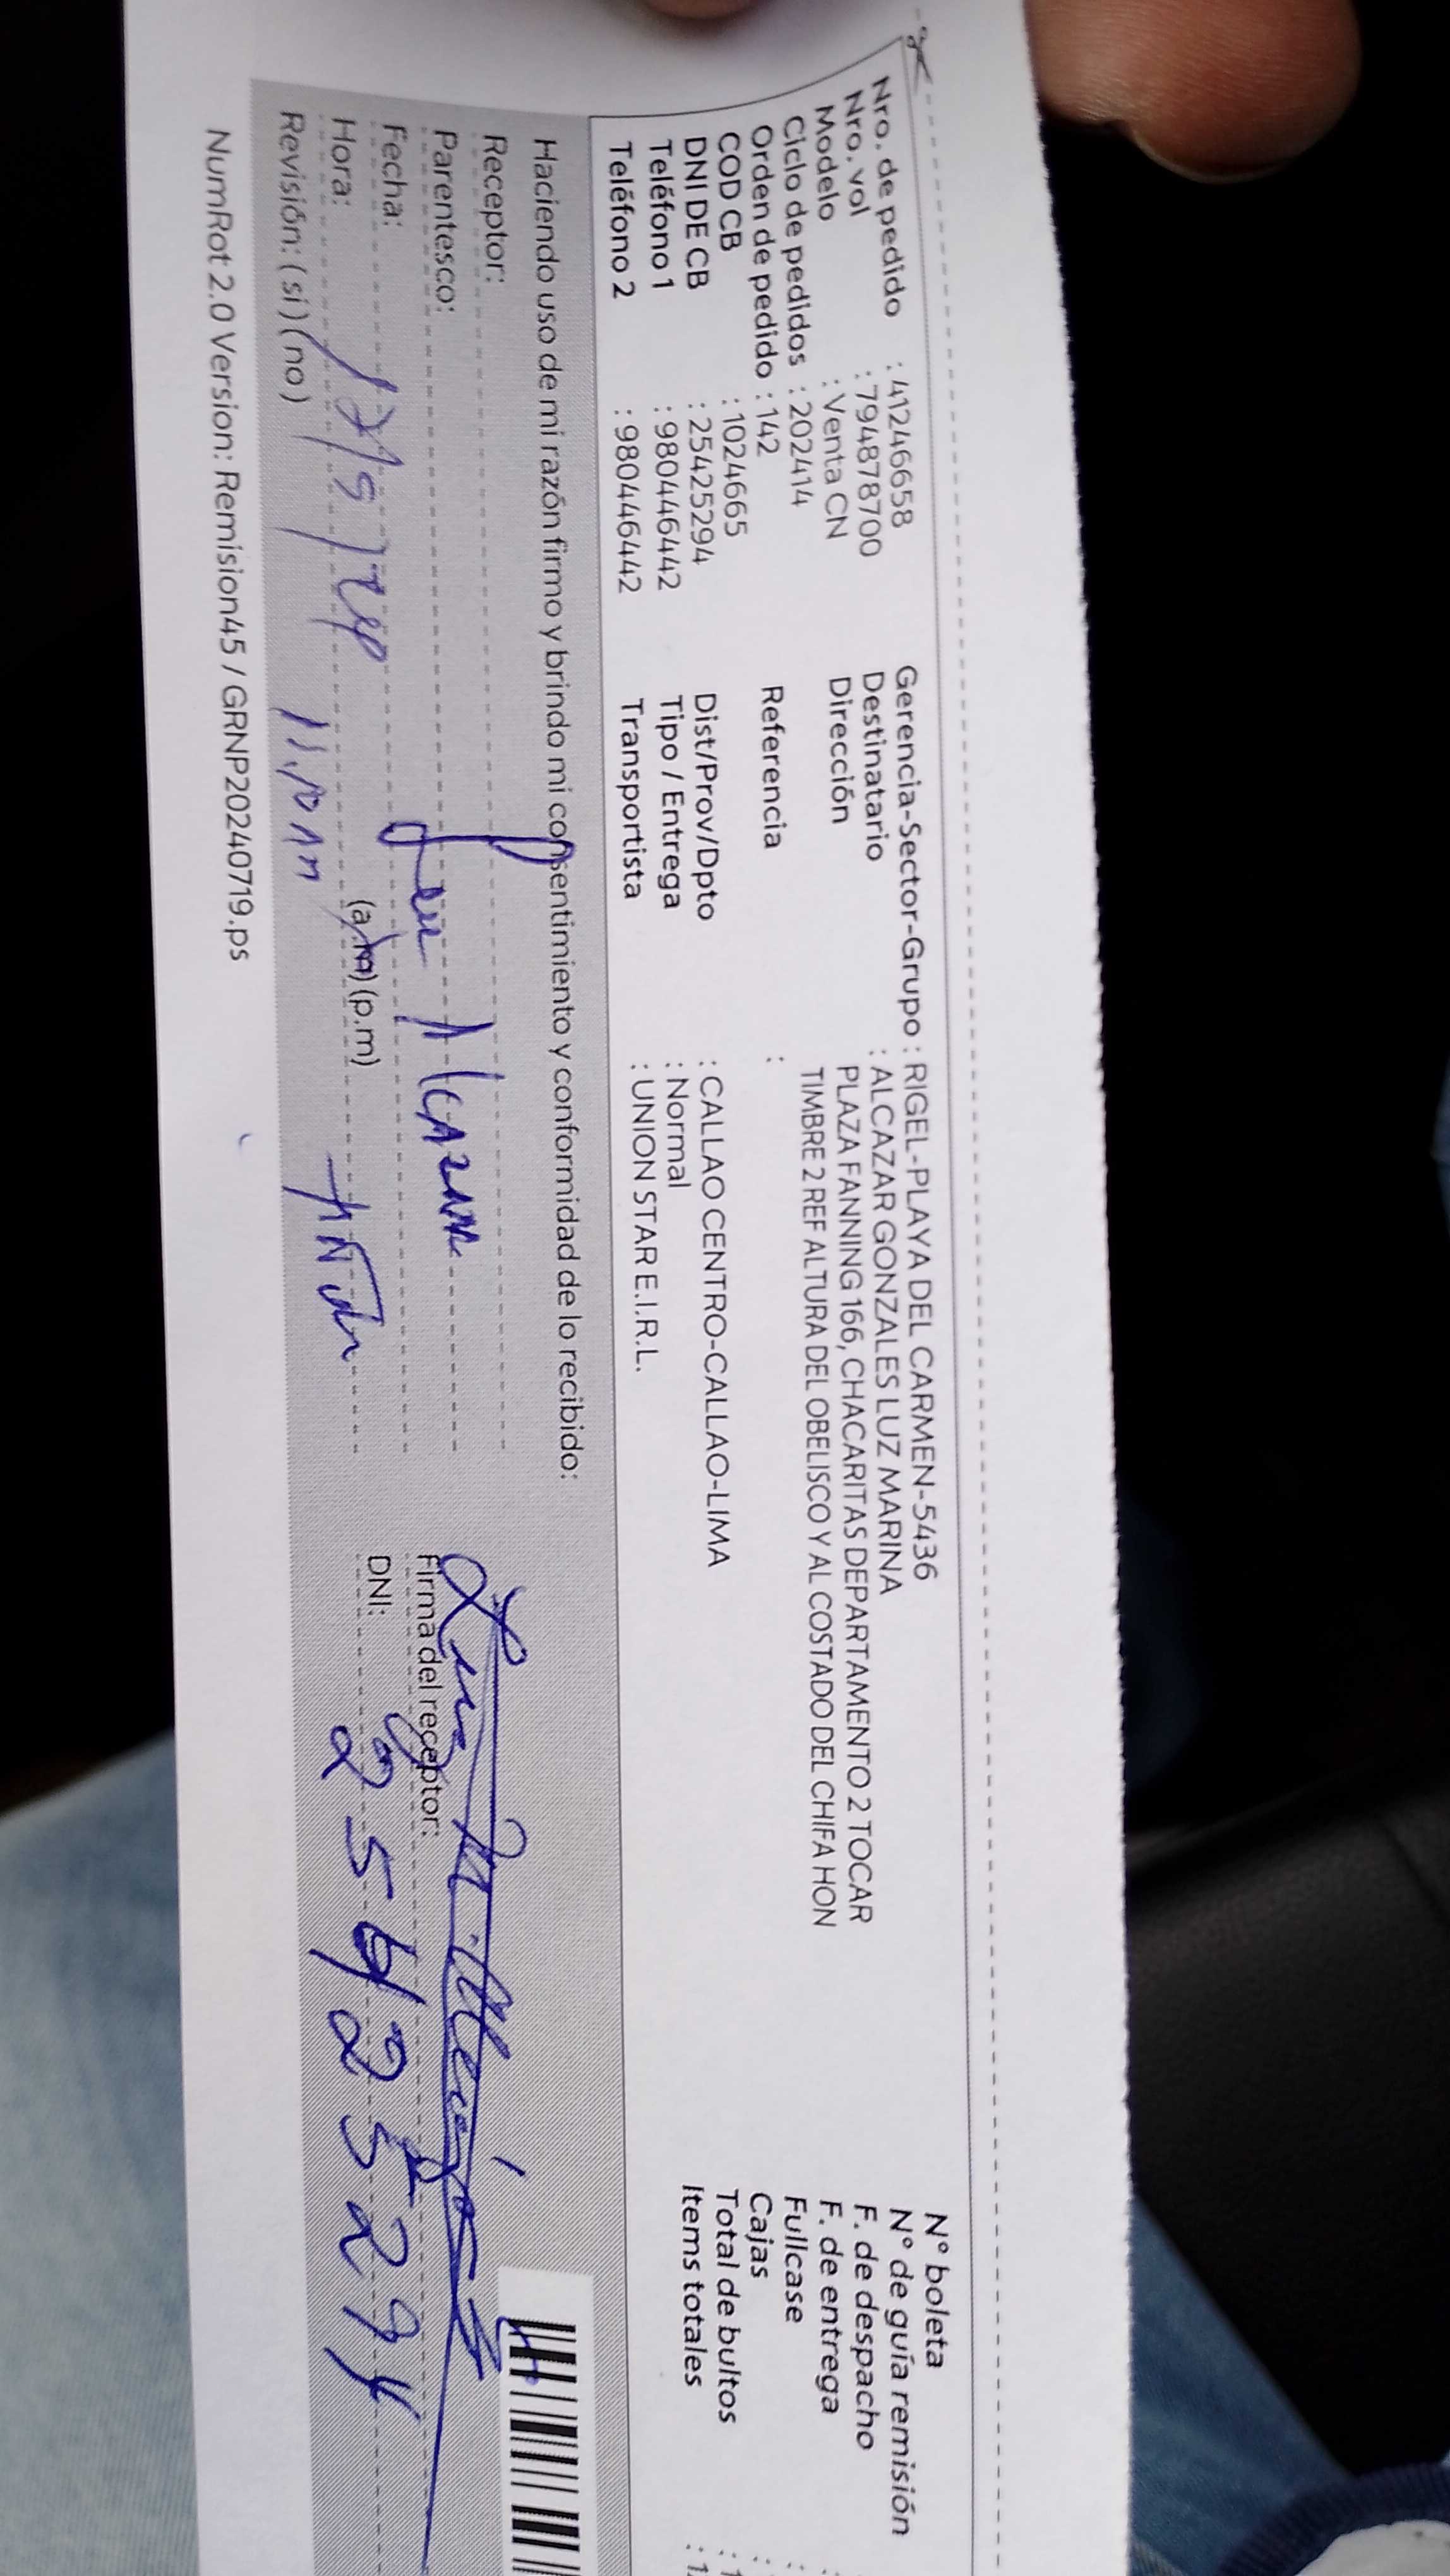 Nro. de pedido : 41246658
Nro. vol : 794878700
Modelo : Venta CN
Ciclo de pedidos : 202414
Orden de pedido : 142
COD CB : 1024665
DNI DE CB : 25425294
Teléfono 1 : 980446442
Teléfono 2 : 980446442
Gerencia-Sector-Grupo : RIGEL-PLAYA DEL CARMEN-5436
Destinatario : ALCAZAR GONZALES LUZ MARINA
Dirección PLAZA FANNING 166, CHACARITAS DEPARTAMENTO 2 TOCAR
TIMBRE 2 REF ALTURA DEL OBELISCO Y AL COSTADO DEL CHIFA HON
Referencia :
Dist/Prov/Dpto : CALLAO CENTRO-CALLAO-LIMA
Tipo / Entrega : Normal
Transportista : UNION STAR E.I.R.L.
N° boleta
N° de guía remisión
F. de despacho
F. de entrega
Fullcase
Cajas
Total de bultos
Items totales
Haciendo uso de mi razón firmo y brindo mi consentimiento y conformidad de lo recibido:
Receptor:
Parentesco: Alcazar
Fecha:
Hora: (a.m) (p.m)
Revisión: (si) (no) 11:10 AM
Firma del receptor:
DNI: 25425294
NumRot 2.0 Version: Remision45 / GRNP20240719.ps